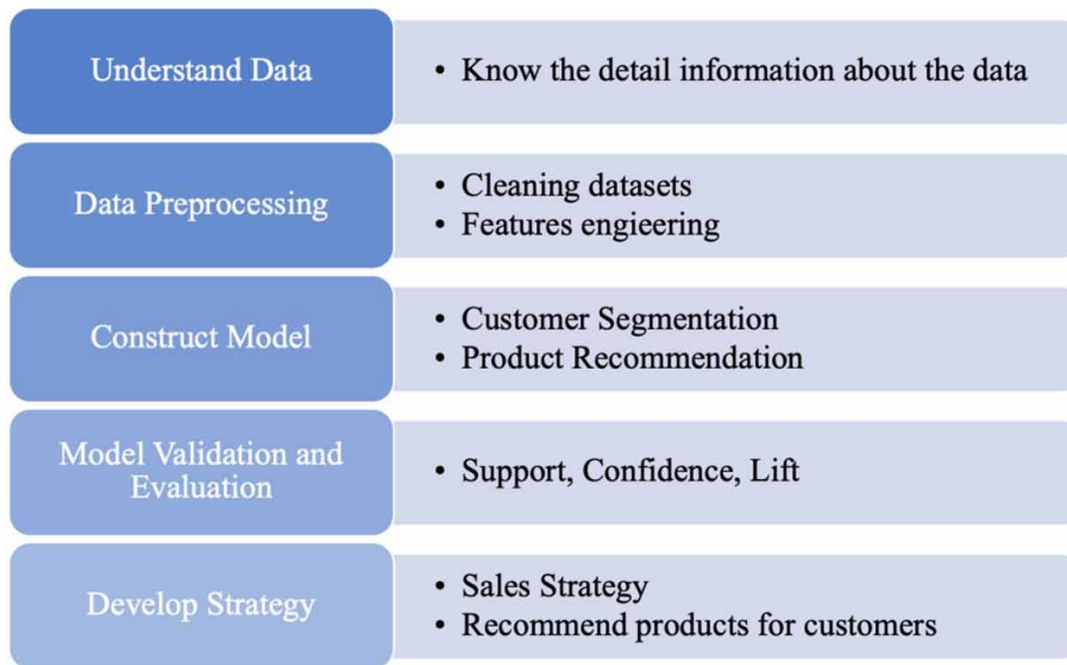 Understand Data
• Know the detail information about the data
Data Preprocessing
• Cleaning datasets
• Features engieering
Construct Model
• Customer Segmentation
• Product Recommendation
Model Validation and
Evaluation
• Support, Confidence, Lift
Develop Strategy
• Sales Strategy
• Recommend products for customers